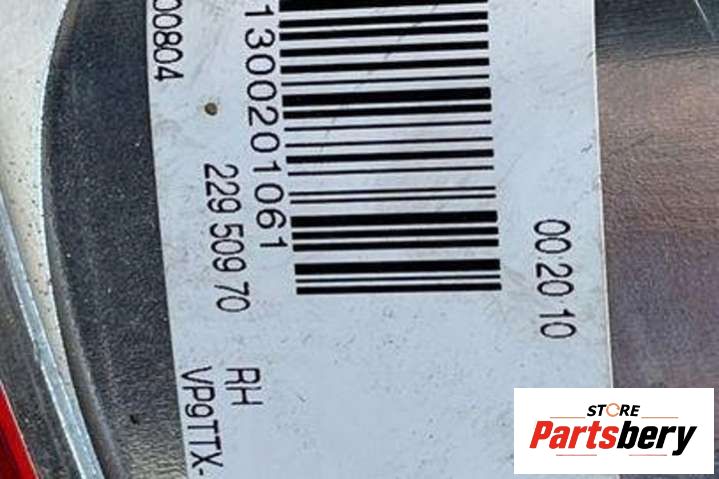 00:20:10
1300201061
229 509 70
RH
00804
VP9TTX-
STORE
Partsbery